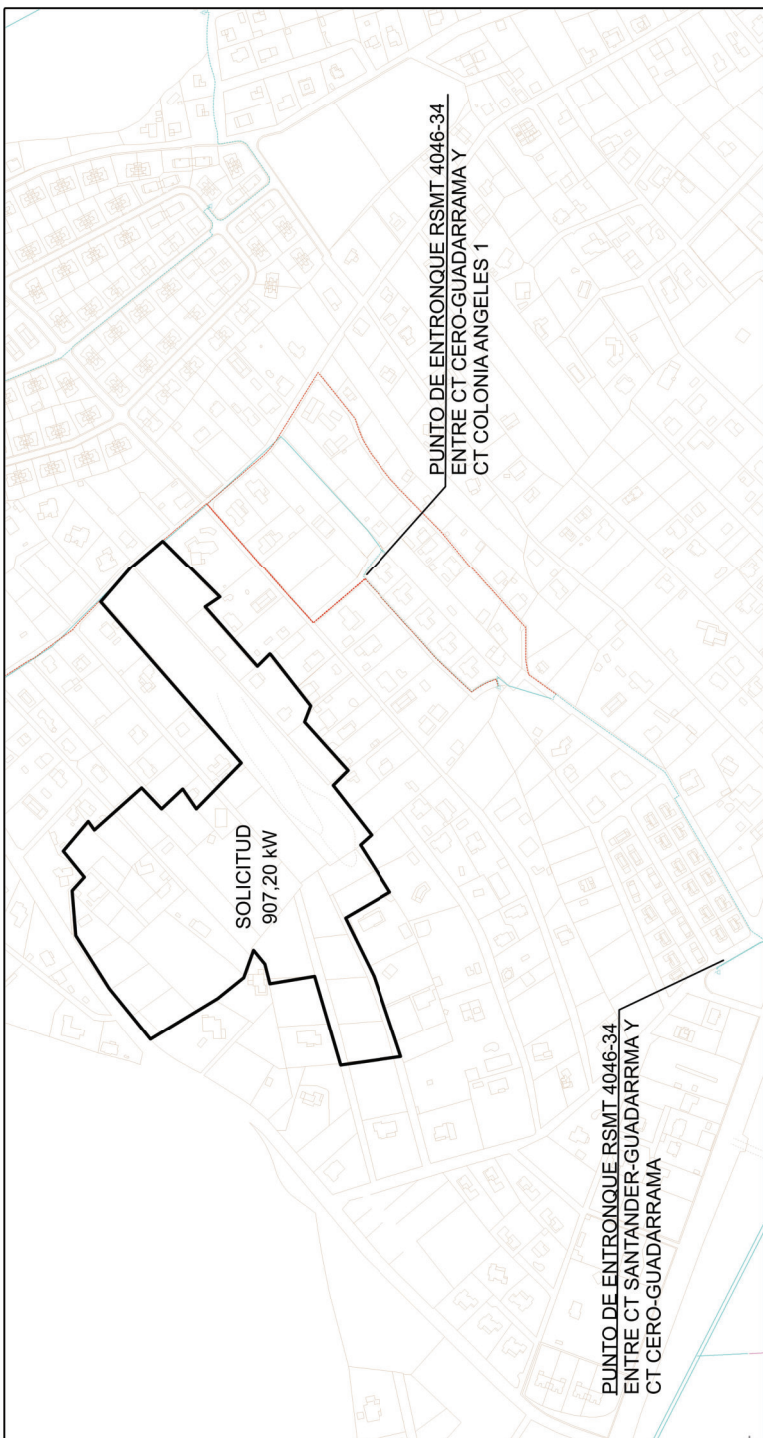 SOLICITUD
907,20 kW
PUNTO DE ENTRONQUE RSMT 4046-34
ENTRE CT CERO-GUADARRAMA Y
CT COLONIA ANGELES 1
PUNTO DE ENTRONQUE RSMT 4046-34
ENTRE CT SANTANDER-GUADARRMA Y
CT CERO-GUADARRAMA